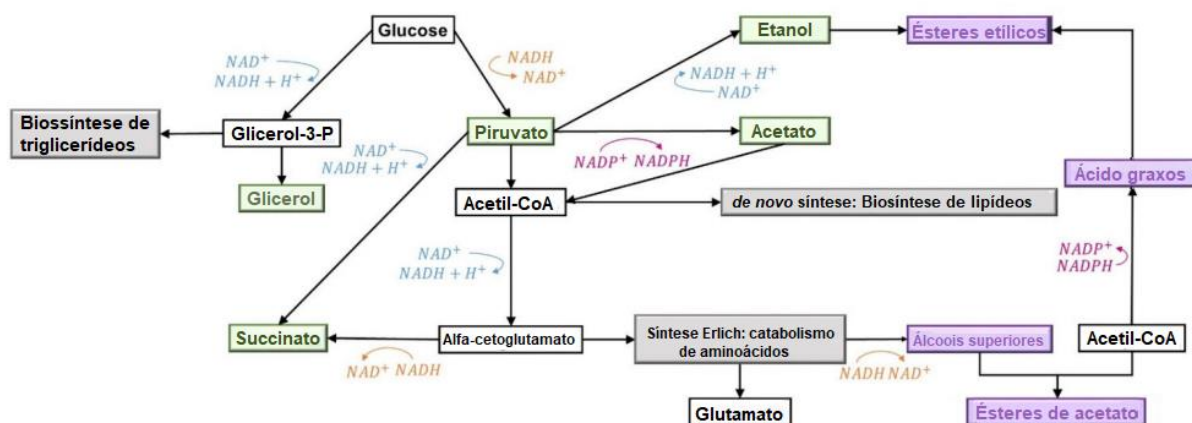 Glucose
Etanol
Ésteres etílicos
NAD⁺
NADH + H⁺
NADH
NAD⁺
NADH + H⁺
NAD⁺
Biossíntese de
triglicerídeos
Glicerol-3-P
Piruvato
Acetato
NAD⁺
NADH + H⁺
NADP⁺ NADPH
Glicerol
Ácido graxos
Acetil-CoA
de novo síntese: Biosíntese de lipídeos
NAD⁺
NADH + H⁺
NADP⁺
NADPH
Succinato
Alfa-cetoglutamato
Síntese Erlich: catabolismo
de aminoácidos
Álcoois superiores
Acetil-CoA
NAD⁺ NADH
NADH NAD⁺
Glutamato
Ésteres de acetato